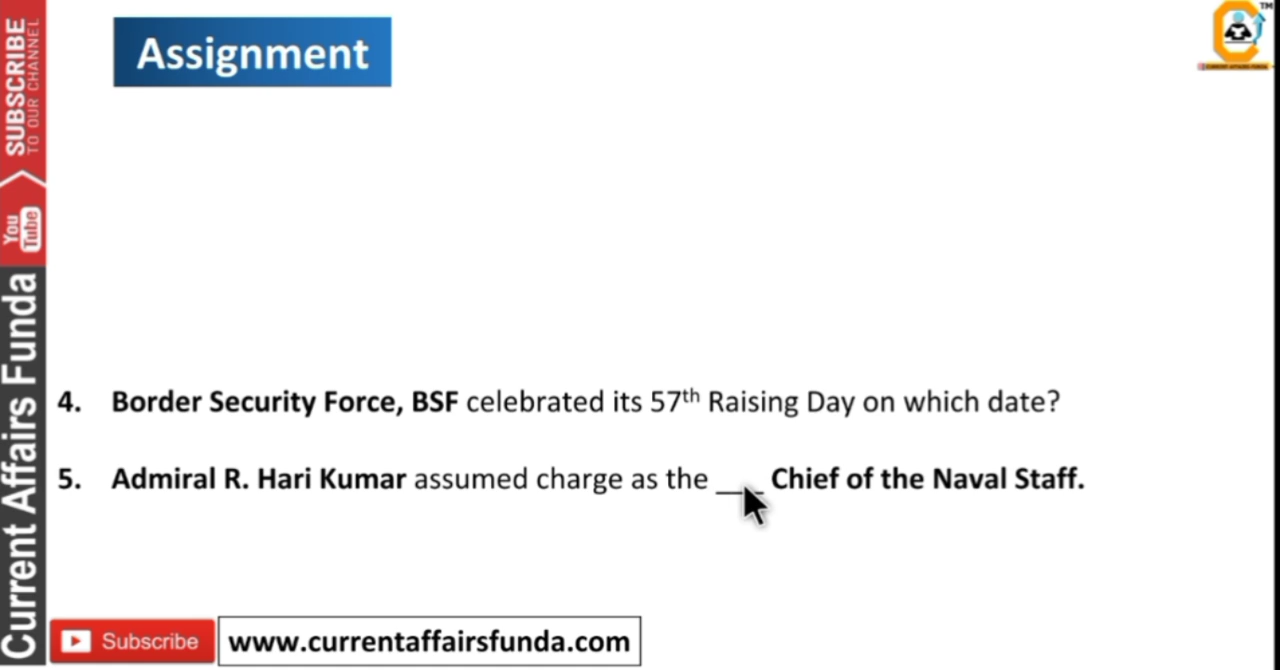 Assignment
TM
SUBSCRIBE
TO OUR CHANNEL
You
Tube
Current Affairs Funda
4. Border Security Force, BSF celebrated its 57th Raising Day on which date?
5. Admiral R. Hari Kumar assumed charge as the ___ Chief of the Naval Staff.
Subscribe
www.currentaffairsfunda.com